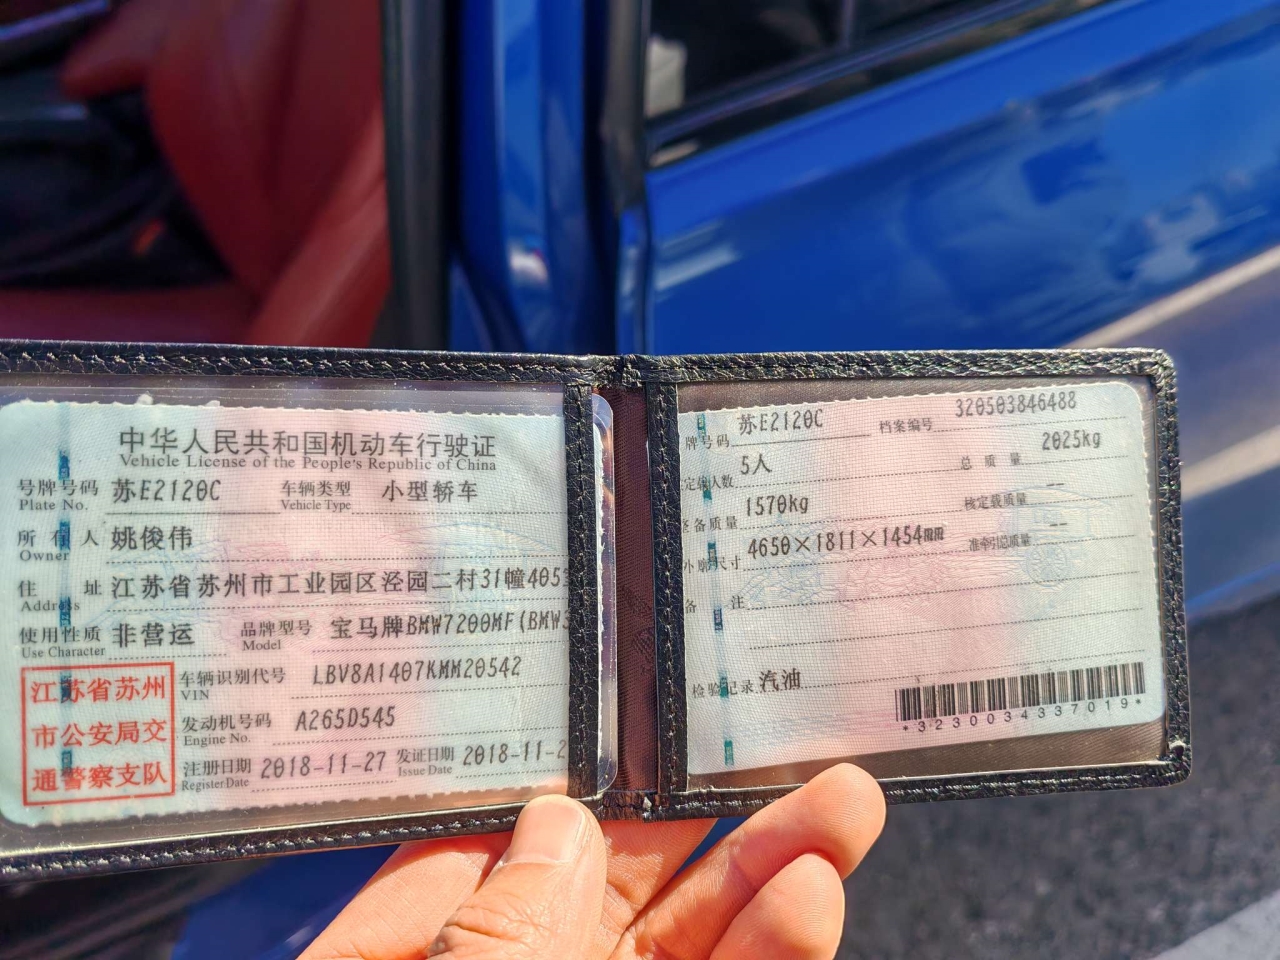 中华人民共和国机动车行驶证
Vehicle License of the People's Republic of China
号牌号码 苏E2120C 车辆类型 小型轿车
Plate No. Vehicle Type
所有人 姚俊伟
Owner
住址 江苏省苏州市工业园区泾园二村31幢405
Address
使用性质 非营运 品牌型号 宝马牌BMW7200MF(BMW3
Use Character Model
江苏省苏州
市公安局交
通警察支队
车辆识别代号 LBV8A1407KMM20542
VIN
发动机号码 A265D545
Engine No.
注册日期 2018-11-27 发证日期 2018-11-2
Register Date Issue Date
牌号码 苏E2120C 档案编号 320503846488
定载人数 5人 总质量 2025kg
整备质量 1570kg 核定载质量 --
外廓尺寸 4650×1811×1454mm 准牵引总质量 --
备注
检验记录 汽油
*3230034337019*